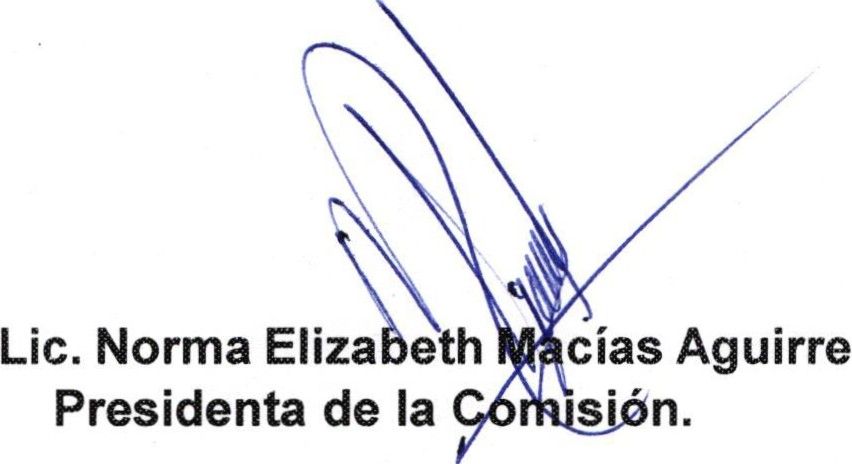 Lic. Norma Elizabeth Macías Aguirre
Presidenta de la Comisión.